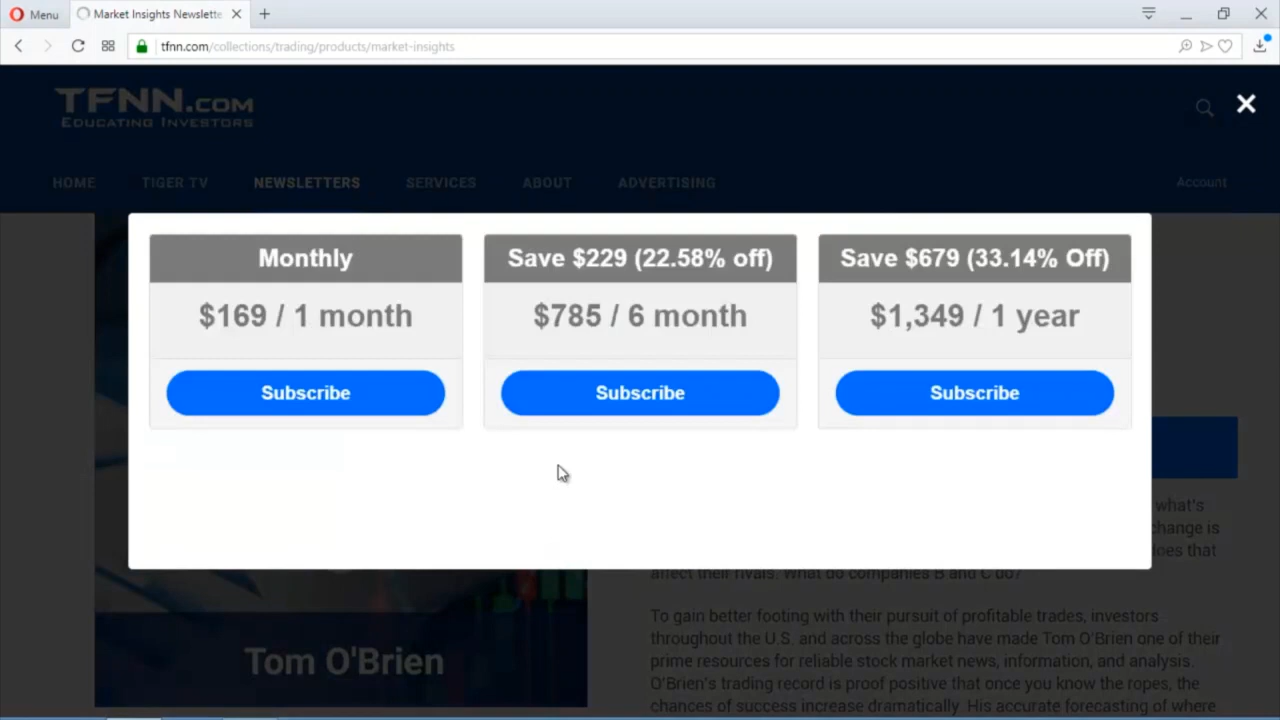 Menu
Market Insights Newslette
tfnn.com/collections/trading/products/market-insights
TFNN.COM
EDUCATING INVESTORS
HOME
TIGER TV
NEWSLETTERS
SERVICES
ABOUT
ADVERTISING
Account
Monthly
$169 / 1 month
Subscribe
Save $229 (22.58% off)
$785 / 6 month
Subscribe
Save $679 (33.14% Off)
$1,349 / 1 year
Subscribe
what's
change is
does that
affect their rivals. What do companies B and C do?
To gain better footing with their pursuit of profitable trades, investors
throughout the U.S. and across the globe have made Tom O'Brien one of their
prime resources for reliable stock market news, information, and analysis.
O'Brien's trading record is proof positive that once you know the ropes, the
chances of success increase dramatically. His accurate forecasting of where
Tom O'Brien